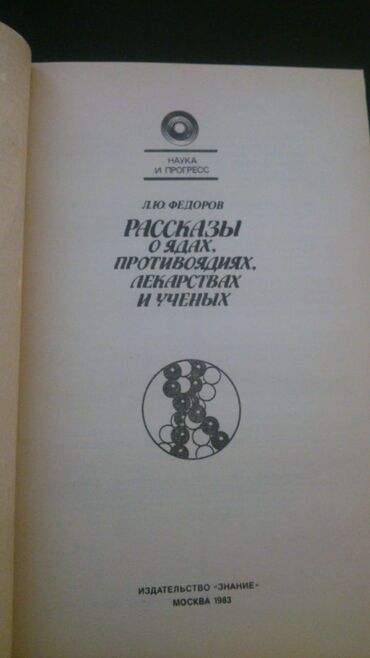 НАУКА
И ПРОГРЕСС
Л.Ю. ФЕДОРОВ
РАССКАЗЫ
О ЯДАХ,
ПРОТИВОЯДИЯХ,
ЛЕКАРСТВАХ
И УЧЕНЫХ
ИЗДАТЕЛЬСТВО «ЗНАНИЕ»
МОСКВА 1983